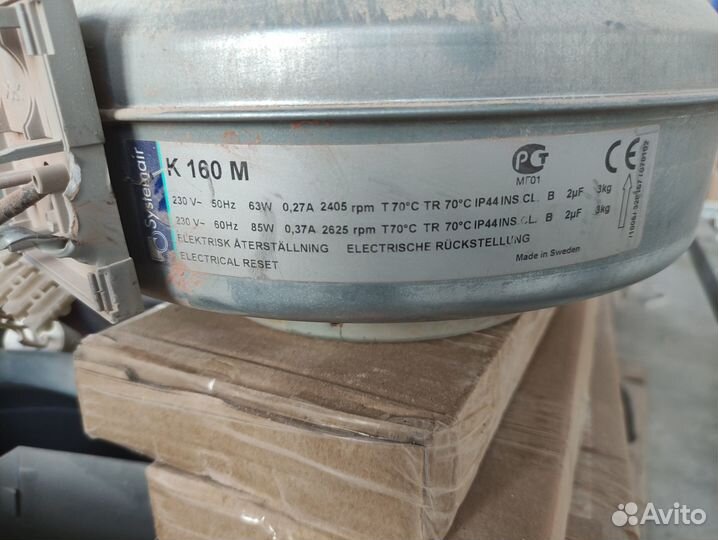 Systemair
K 160 M
230 V~ 50Hz 63W 0,27A 2405 rpm T 70°C TR 70°C IP44 INS.CL. B 2µF 3kg
230 V~ 60Hz 85W 0,37A 2625 rpm T 70°C TR 70°C IP44 INS.CL. B 2µF 3kg
ELEKTRISK ÅTERSTÄLLNING ELECTRISCHE RÜCKSTELLUNG
ELECTRICAL RESET
РСТ
МГ01
CE
Made in Sweden
Avito